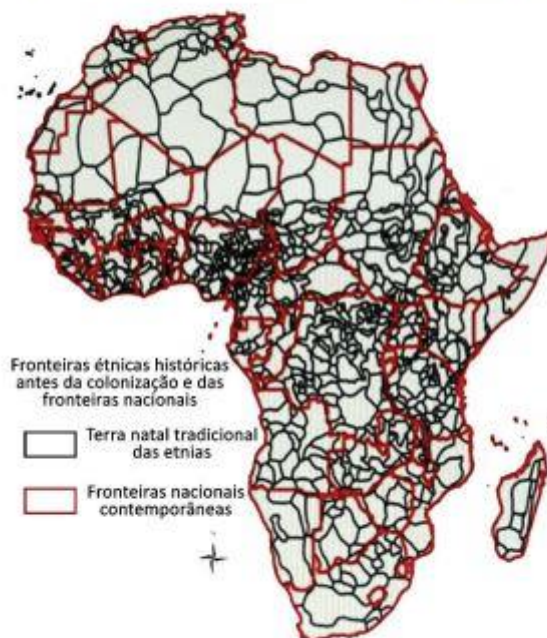 Fronteiras étnicas históricas
antes da colonização e das
fronteiras nacionais
Terra natal tradicional
das etnias
Fronteiras nacionais
contemporâneas